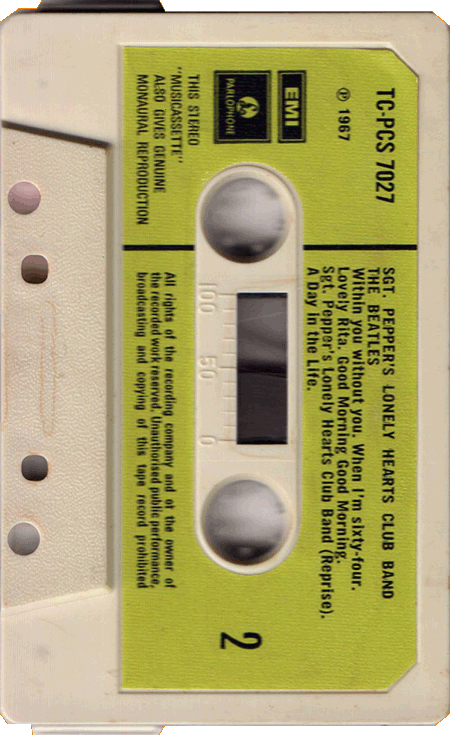 TC-PCS 7027
℗ 1967
EMI
PARLOPHONE
THIS STEREO
"MUSICASSETTE"
ALSO GIVES GENUINE
MONAURAL REPRODUCTION
SGT. PEPPER'S LONELY HEARTS CLUB BAND
THE BEATLES
Within you without you. When I'm sixty-four.
Lovely Rita. Good Morning Good Morning.
Sgt. Pepper's Lonely Hearts Club Band (Reprise).
A Day in the Life.
100 50 0
All rights of the recording company and ot the owner of
the recorded work reserved. Unauthorised public performance,
broadcasting and copying of this tape record prohibited
2